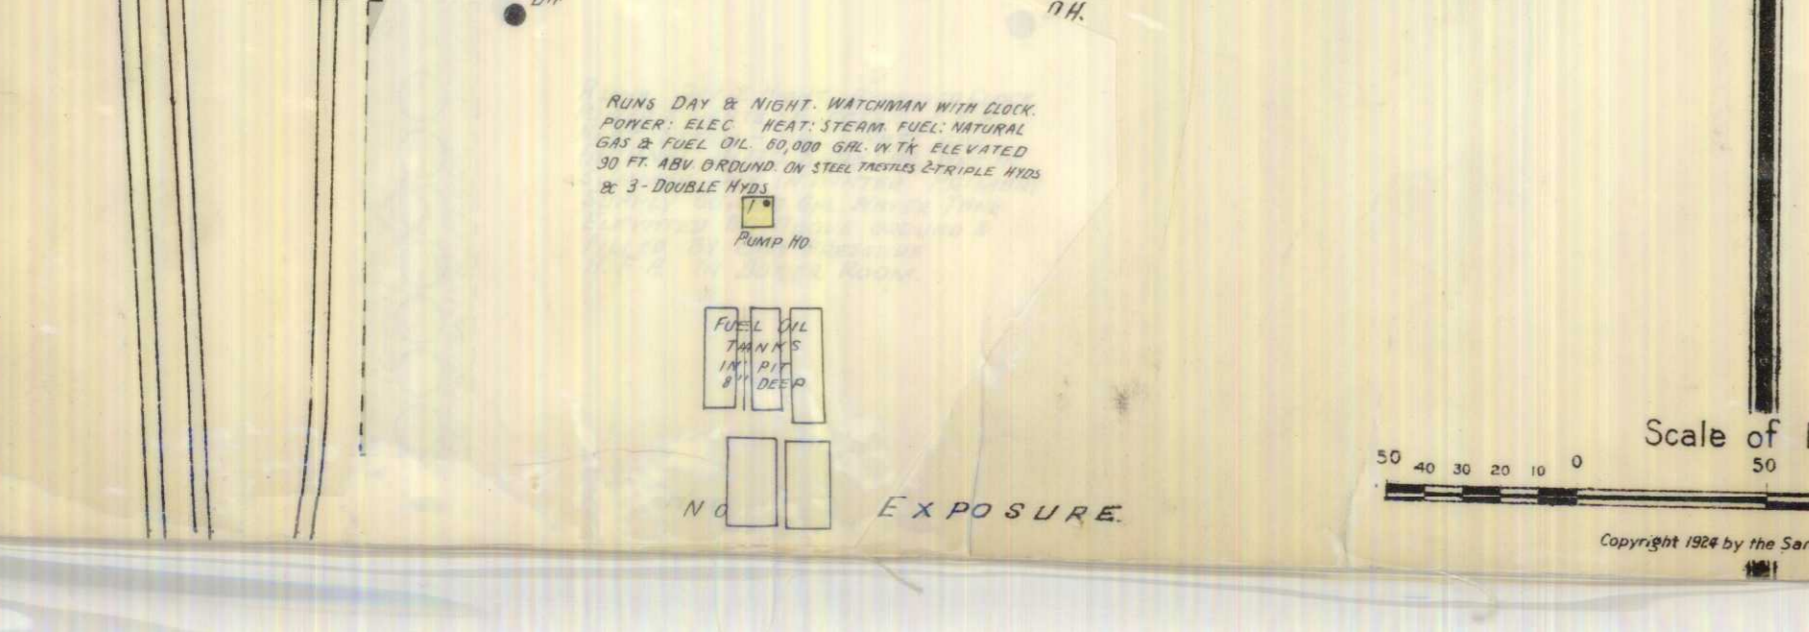 D.H.
RUNS DAY & NIGHT. WATCHMAN WITH CLOCK.
POWER: ELEC HEAT: STEAM. FUEL: NATURAL
GAS & FUEL OIL. 60,000 GAL. W. TK ELEVATED
90 FT. ABV. GROUND. ON STEEL TRESTLES 2-TRIPLE HYDS
& 3-DOUBLE HYDS
1
PUMP HO
FUEL OIL
TANKS
IN PIT
8" DEEP
NO EXPOSURE.
Scale of
50 40 30 20 10 0 50
Copyright 1924 by the San